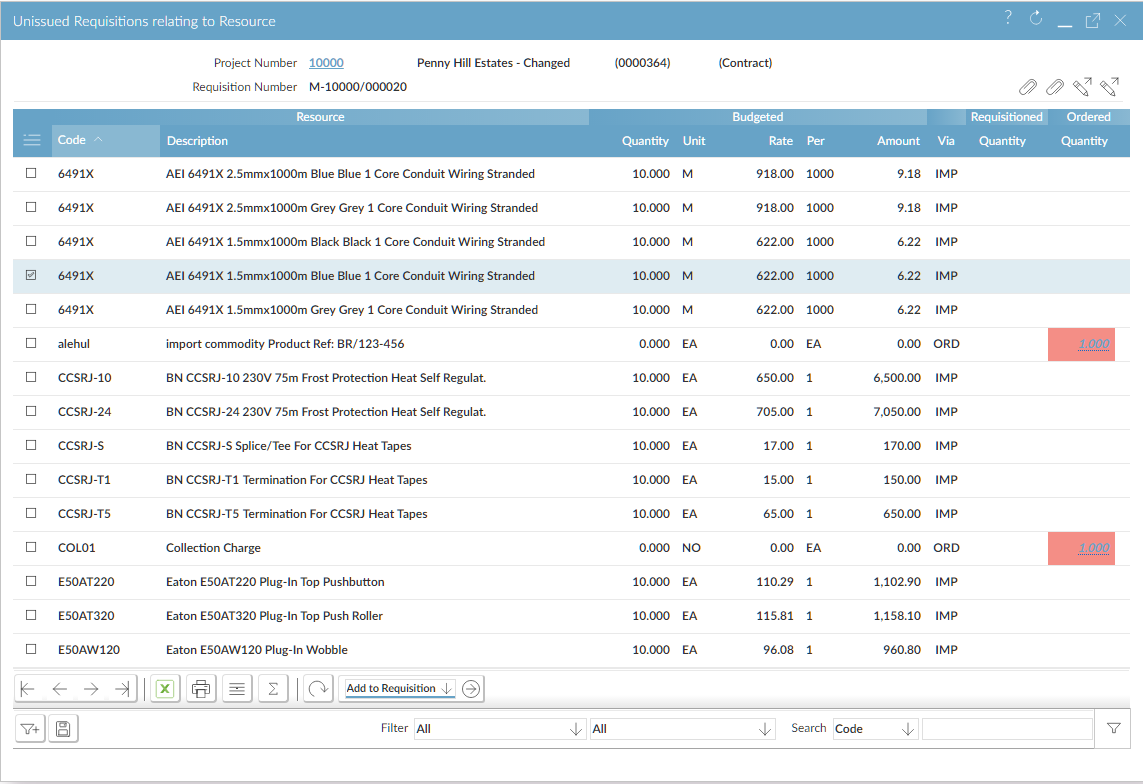 Unissued Requisitions relating to Resource ?
Project Number 10000 Penny Hill Estates - Changed (0000364) (Contract)
Requisition Number M-10000/000020
Resource Budgeted Requisitioned Ordered
Code Description Quantity Unit Rate Per Amount Via Quantity Quantity
6491X AEI 6491X 2.5mmx1000m Blue Blue 1 Core Conduit Wiring Stranded 10.000 M 918.00 1000 9.18 IMP
6491X AEI 6491X 2.5mmx1000m Grey Grey 1 Core Conduit Wiring Stranded 10.000 M 918.00 1000 9.18 IMP
6491X AEI 6491X 1.5mmx1000m Black Black 1 Core Conduit Wiring Stranded 10.000 M 622.00 1000 6.22 IMP
6491X AEI 6491X 1.5mmx1000m Blue Blue 1 Core Conduit Wiring Stranded 10.000 M 622.00 1000 6.22 IMP
6491X AEI 6491X 1.5mmx1000m Grey Grey 1 Core Conduit Wiring Stranded 10.000 M 622.00 1000 6.22 IMP
alehul import commodity Product Ref: BR/123-456 0.000 EA 0.00 EA 0.00 ORD 1.000
CCSRJ-10 BN CCSRJ-10 230V 75m Frost Protection Heat Self Regulat. 10.000 EA 650.00 1 6,500.00 IMP
CCSRJ-24 BN CCSRJ-24 230V 75m Frost Protection Heat Self Regulat. 10.000 EA 705.00 1 7,050.00 IMP
CCSRJ-S BN CCSRJ-S Splice/Tee For CCSRJ Heat Tapes 10.000 EA 17.00 1 170.00 IMP
CCSRJ-T1 BN CCSRJ-T1 Termination For CCSRJ Heat Tapes 10.000 EA 15.00 1 150.00 IMP
CCSRJ-T5 BN CCSRJ-T5 Termination For CCSRJ Heat Tapes 10.000 EA 65.00 1 650.00 IMP
COL01 Collection Charge 0.000 NO 0.00 EA 0.00 ORD 1.000
E50AT220 Eaton E50AT220 Plug-In Top Pushbutton 10.000 EA 110.29 1 1,102.90 IMP
E50AT320 Eaton E50AT320 Plug-In Top Push Roller 10.000 EA 115.81 1 1,158.10 IMP
E50AW120 Eaton E50AW120 Plug-In Wobble 10.000 EA 96.08 1 960.80 IMP
X Σ Add to Requisition
Filter All All Search Code